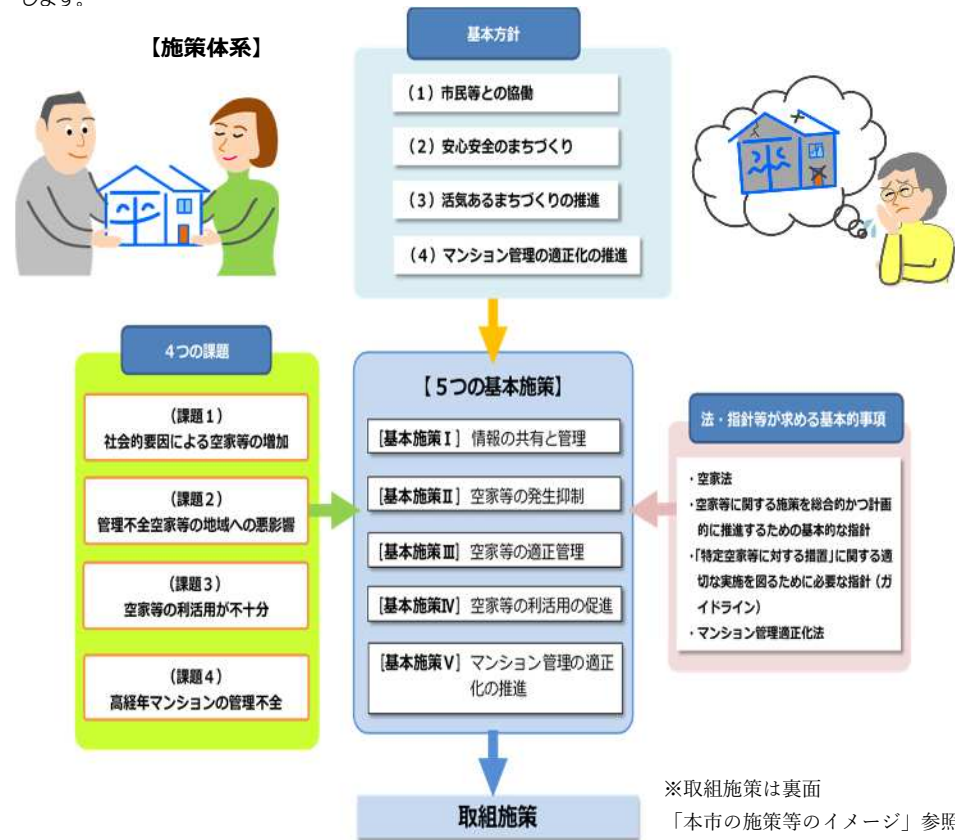 します。
【施策体系】
基本方針
(1)市民等との協働
(2)安心安全のまちづくり
(3)活気あるまちづくりの推進
(4)マンション管理の適正化の推進
4つの課題
(課題1)
社会的要因による空家等の増加
(課題2)
管理不全空家等の地域への悪影響
(課題3)
空家等の利活用が不十分
(課題4)
高経年マンションの管理不全
【5つの基本施策】
[基本施策Ⅰ] 情報の共有と管理
[基本施策Ⅱ] 空家等の発生抑制
[基本施策Ⅲ] 空家等の適正管理
[基本施策Ⅳ] 空家等の利活用の促進
[基本施策Ⅴ] マンション管理の適正
化の推進
法・指針等が求める基本的事項
・空家法
・空家等に関する施策を総合的かつ計画
的に推進するための基本的な指針
・「特定空家等に対する措置」に関する適
切な実施を図るために必要な指針(ガ
イドライン)
・マンション管理適正化法
取組施策
※取組施策は裏面
「本市の施策等のイメージ」参照